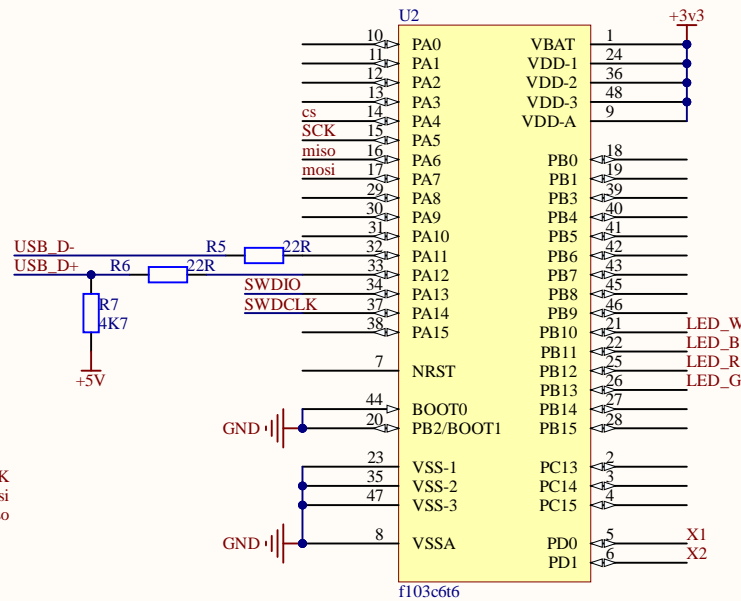 U2
+3v3
10 PA0 VBAT 1
11 PA1 VDD-1 24
12 PA2 VDD-2 36
13 PA3 VDD-3 48
cs 14 PA4 VDD-A 9
SCK 15 PA5
miso 16 PA6 PB0 18
mosi 17 PA7 PB1 19
29 PA8 PB3 39
30 PA9 PB4 40
31 PA10 PB5 41
USB_D- R5 22R 32 PA11 PB6 42
USB_D+ R6 22R 33 PA12 PB7 43
SWDIO 34 PA13 PB8 45
SWDCLK 37 PA14 PB9 46
R7
4K7
38 PA15 PB10 21 LED_W
PB11 22 LED_B
+5V
7 NRST PB12 25 LED_R
PB13 26 LED_G
44 BOOT0 PB14 27
GND 20 PB2/BOOT1 PB15 28
23 VSS-1 PC13 2
K
35 VSS-2 PC14 3
si
47 VSS-3 PC15 4
so
GND 8 VSSA PD0 5 X1
PD1 6 X2
f103c6t6